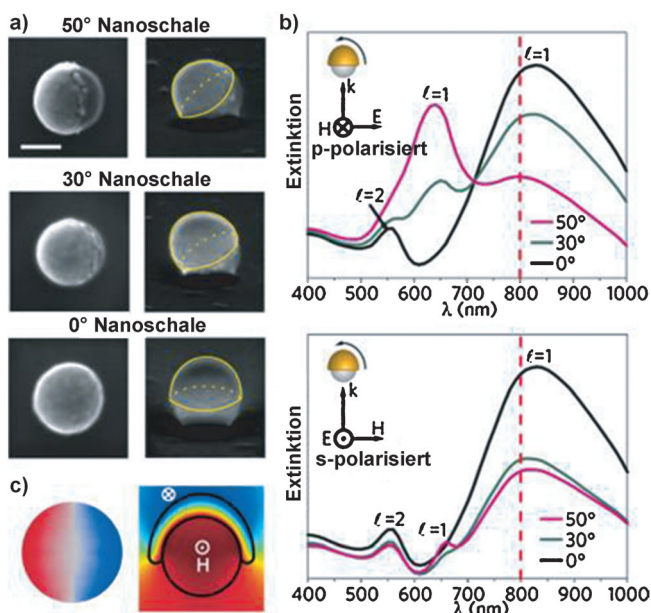 a)
50° Nanoschale
30° Nanoschale
0° Nanoschale
c)
H
b)
Extinktion
k
H E
p-polarisiert
ℓ=2
ℓ=1
ℓ=1
50°
30°
0°
400 500 600 700 800 900 1000
λ (nm)
Extinktion
k
E H
s-polarisiert
ℓ=2
ℓ=1
ℓ=1
50°
30°
0°
400 500 600 700 800 900 1000
λ (nm)